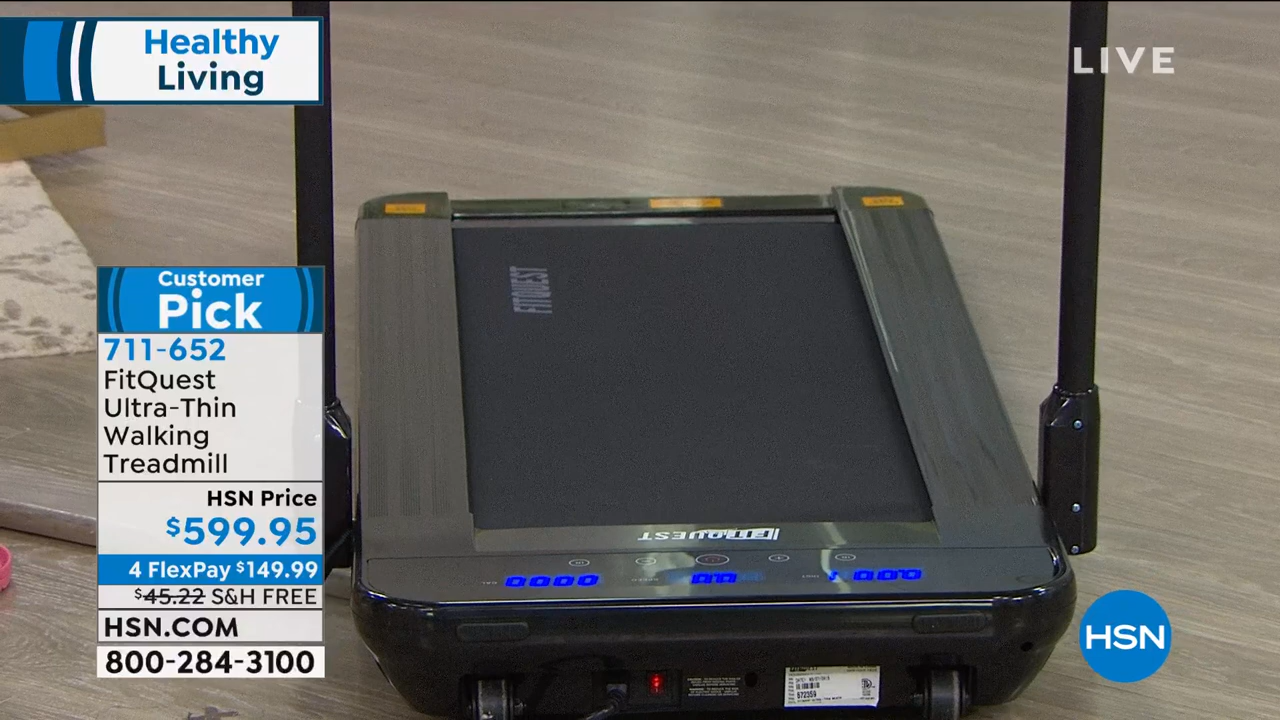 Healthy
Living
LIVE
Customer
Pick
711-652
FitQuest
Ultra-Thin
Walking
Treadmill
HSN Price
$599.95
4 FlexPay $149.99
$45.22 S&H FREE
HSN.COM
800-284-3100
FITQUEST
FITQUEST
HSN
572359